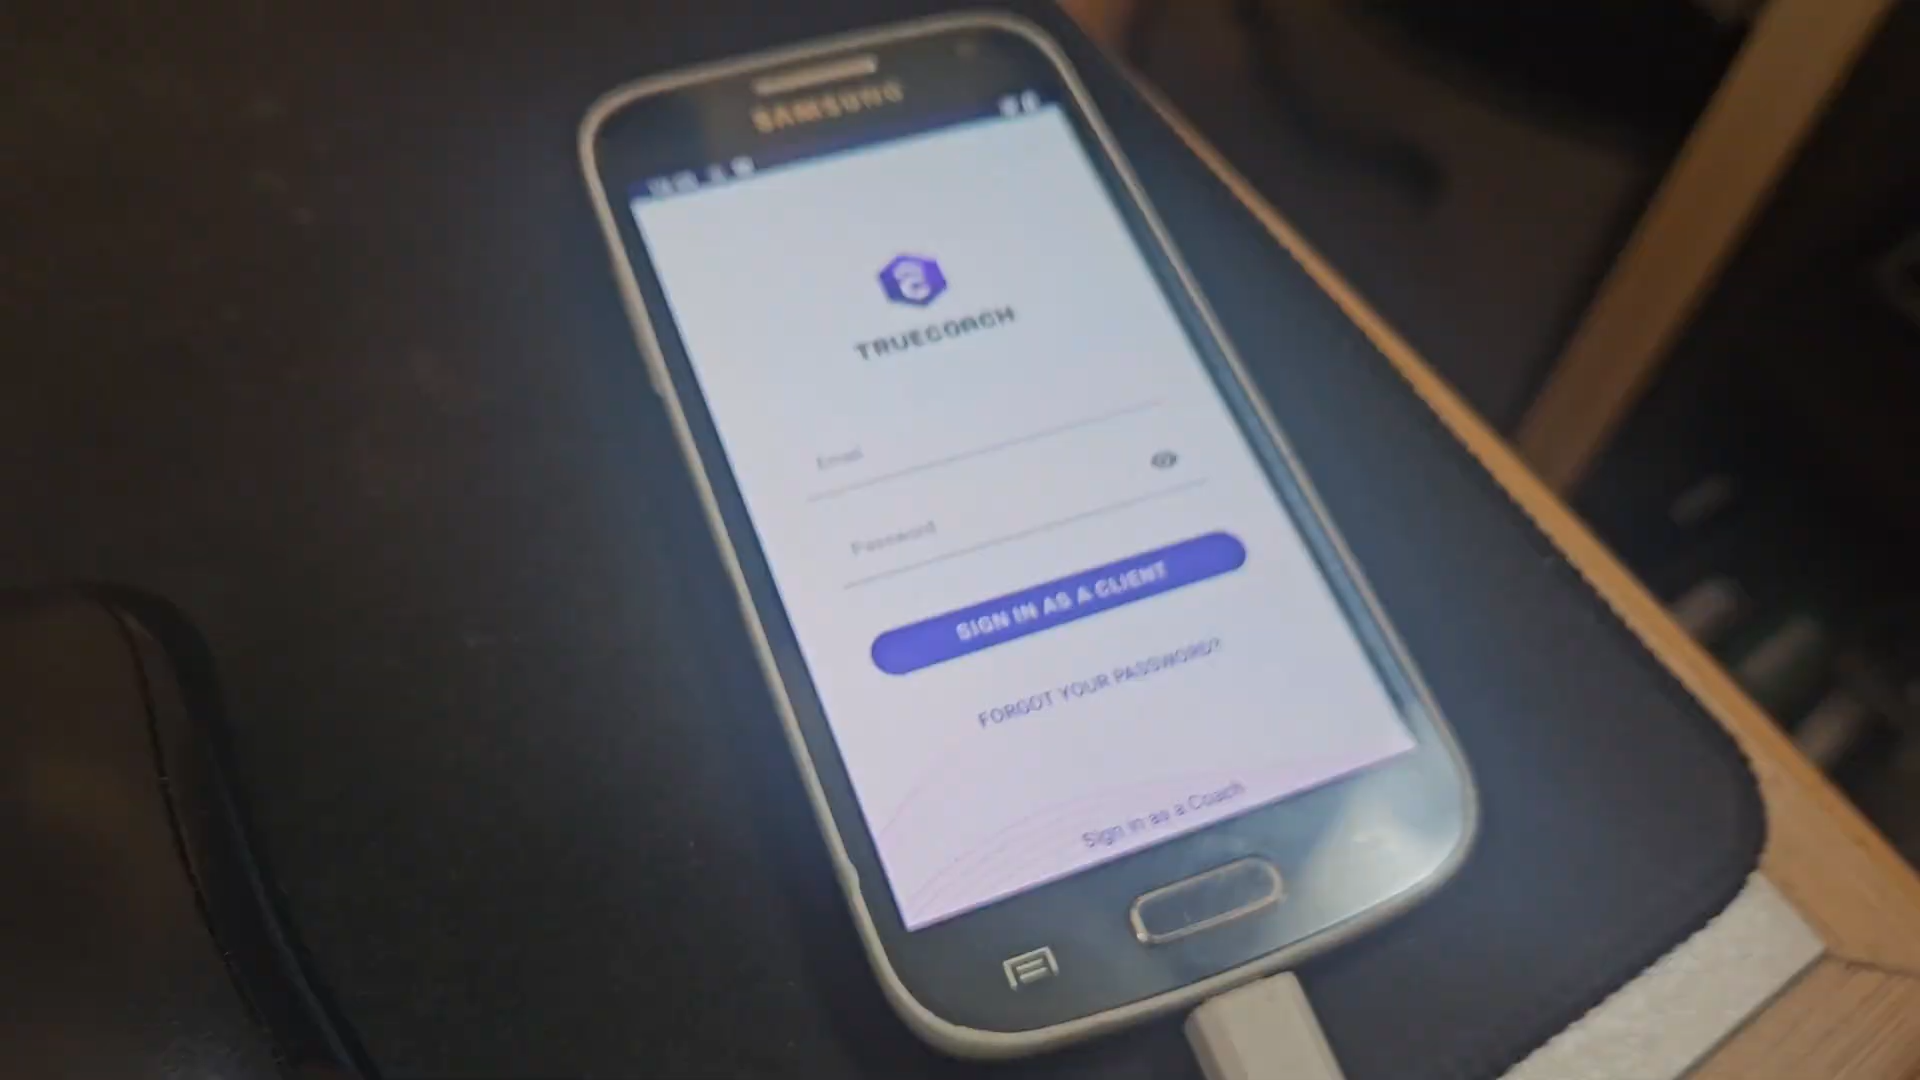 SAMSUNG
TRUECOACH
Email
Password
SIGN IN AS A CLIENT
FORGOT YOUR PASSWORD?
Sign in as a Coach